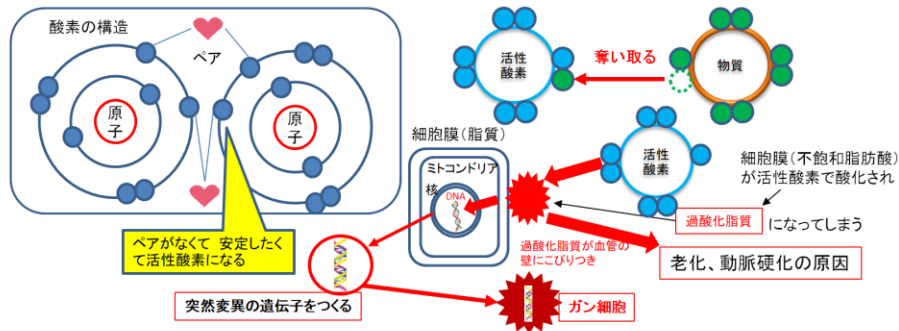 酸素の構造
ペア
原
子
原
子
ペアがなくて 安定したく
て活性酸素になる
活性
酸素
奪い取る
物質
細胞膜(脂質)
ミトコンドリア
核
DNA
活性
酸素
細胞膜(不飽和脂肪酸)
が活性酸素で酸化され
過酸化脂質 になってしまう
過酸化脂質が血管の
壁にこびりつき
老化、動脈硬化の原因
突然変異の遺伝子をつくる
ガン細胞